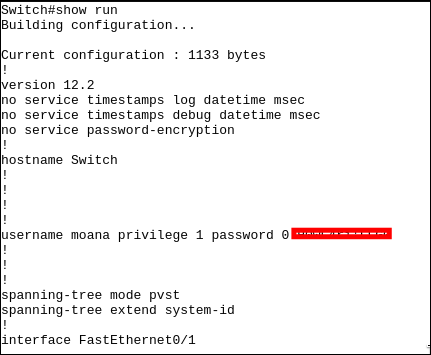 Switch#show run
Building configuration...
Current configuration : 1133 bytes
!
version 12.2
no service timestamps log datetime msec
no service timestamps debug datetime msec
no service password-encryption
!
hostname Switch
!
!
!
!
username moana privilege 1 password 0
!
!
!
spanning-tree mode pvst
spanning-tree extend system-id
!
interface FastEthernet0/1